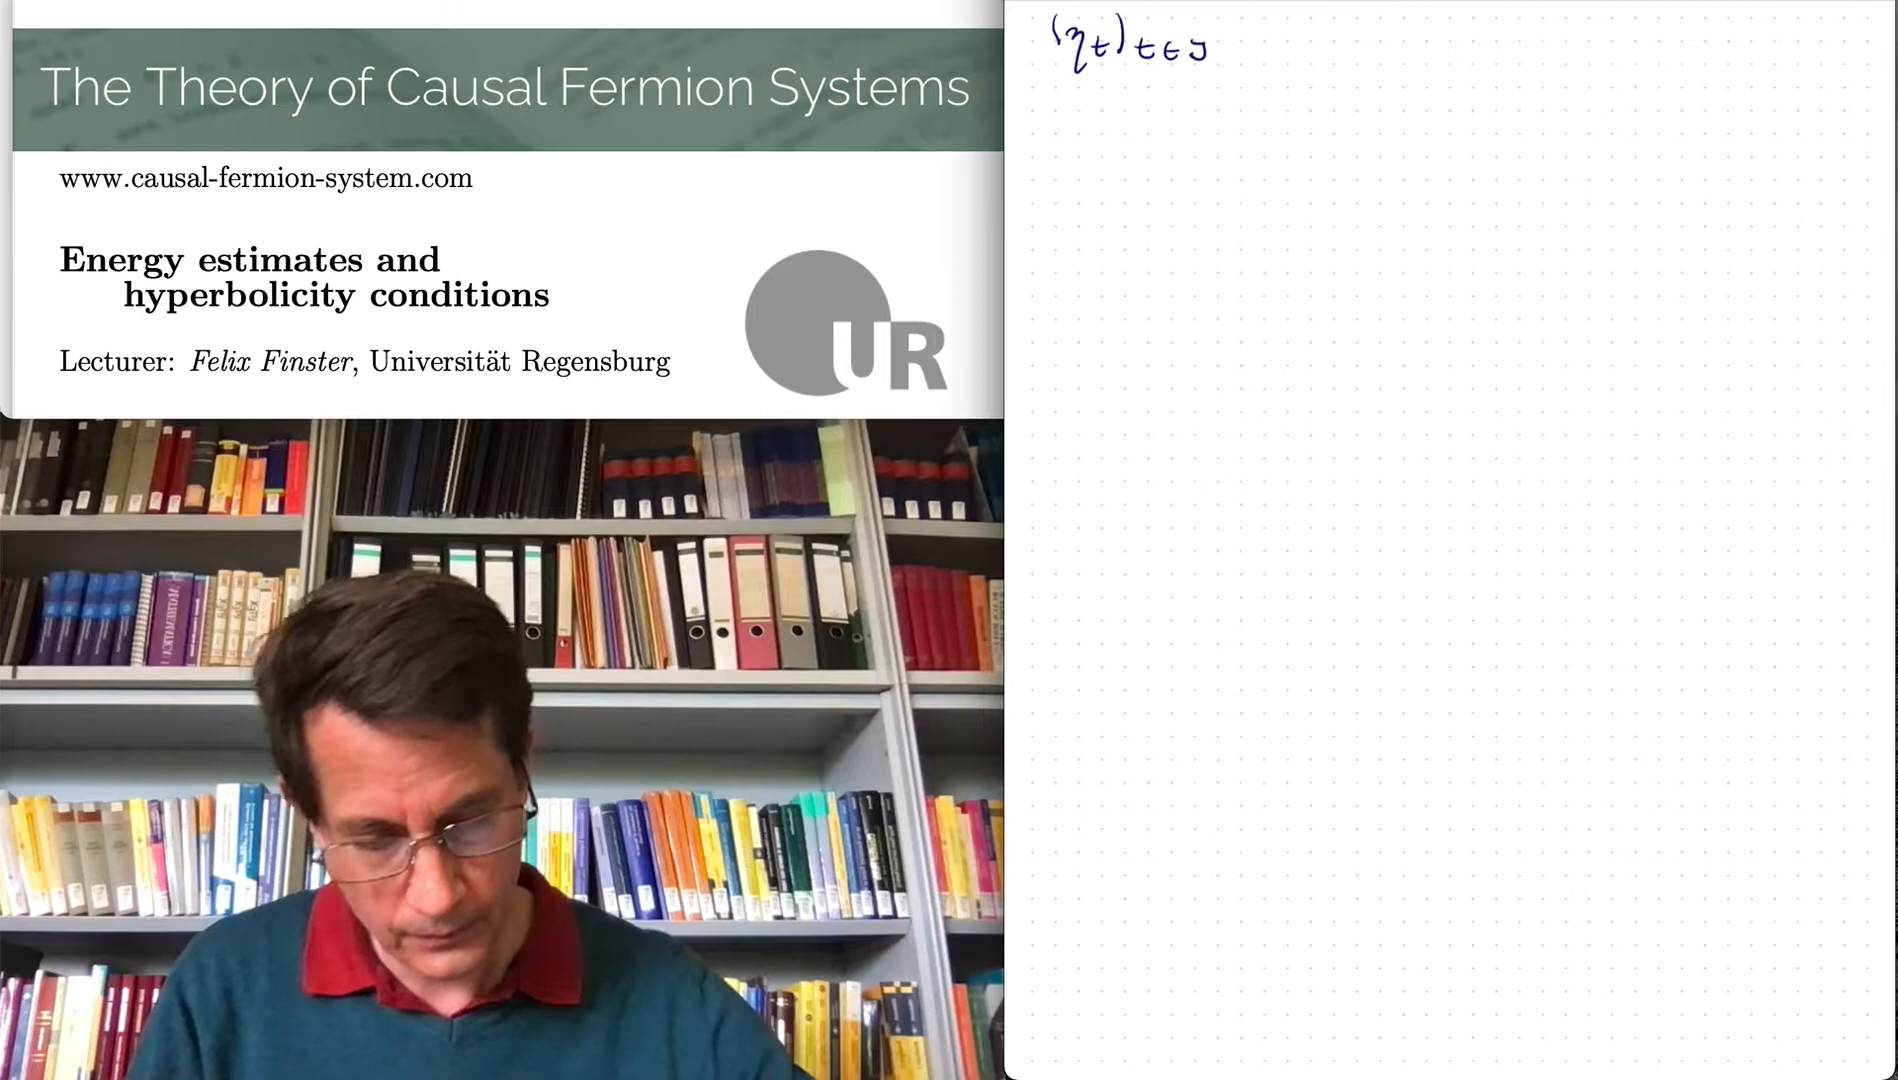 The Theory of Causal Fermion Systems
www.causal-fermion-system.com
Energy estimates and
hyperbolicity conditions
Lecturer: Felix Finster, Universität Regensburg
UR
(η_t)_{t∈I}